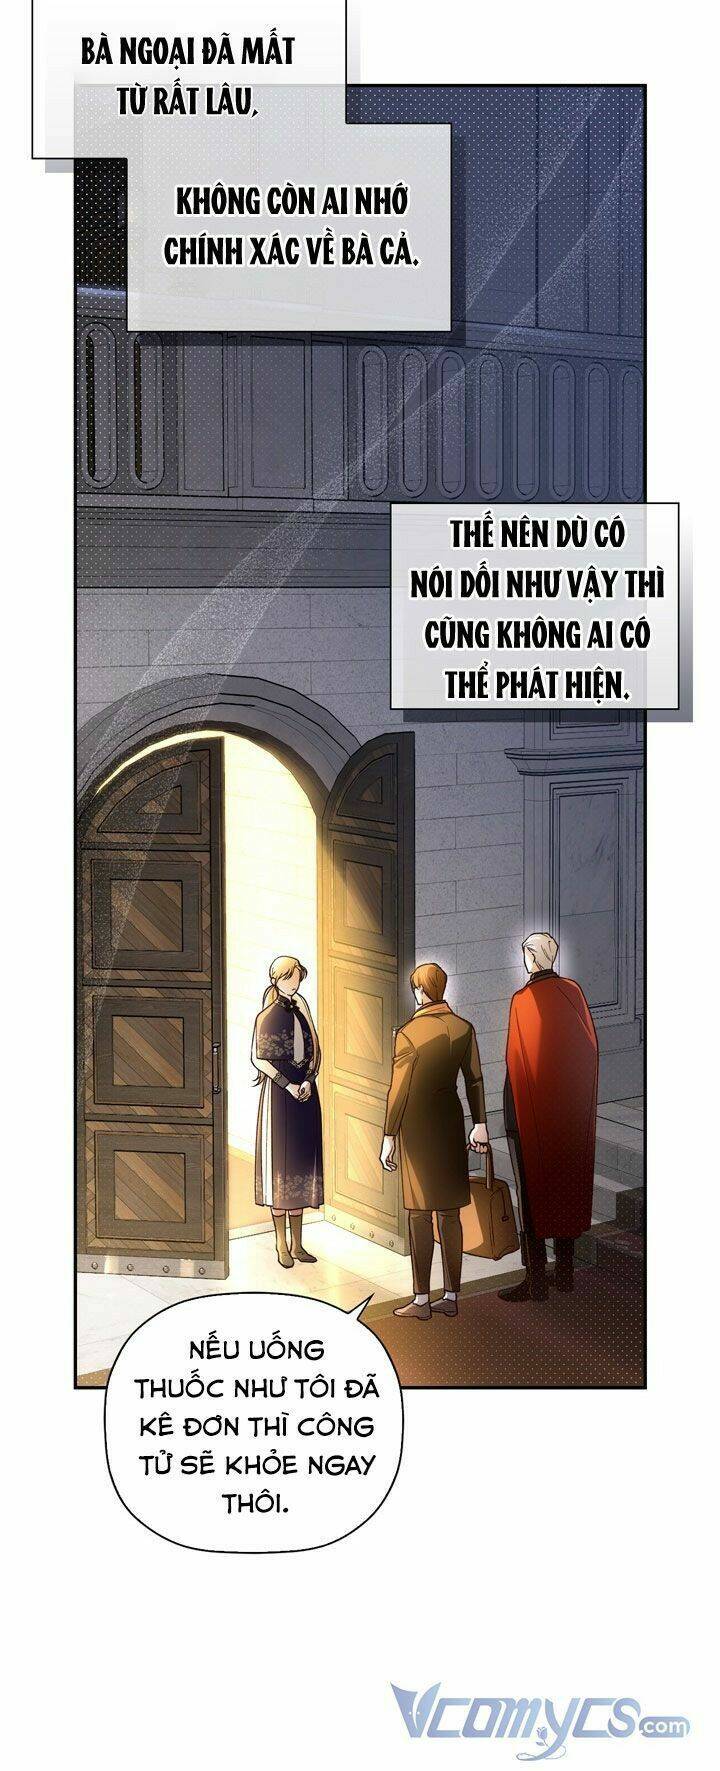 BÀ NGOẠI ĐÃ MẤT
TỪ RẤT LÂU,
KHÔNG CÒN AI NHỚ
CHÍNH XÁC VỀ BÀ CẢ.
THẾ NÊN DÙ CÓ
NÓI DỐI NHƯ VẬY THÌ
CŨNG KHÔNG AI CÓ
THỂ PHÁT HIỆN.
NẾU UỐNG
THUỐC NHƯ TÔI ĐÃ
KÊ ĐƠN THÌ CÔNG
TỬ SẼ KHỎE NGAY
THÔI.
VCOMYCS.com